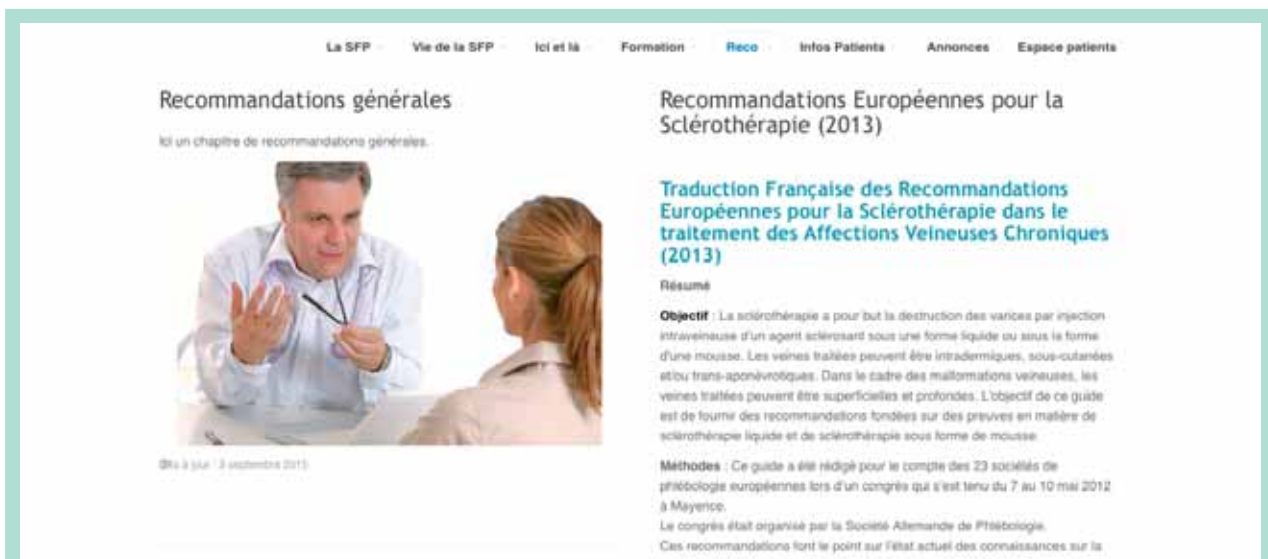 La SFP Vie de la SFP Ici et là Formation Reco Infos Patients Annonces Espace patients
Recommandations générales
Ici un chapitre de recommandations générales.
Mis à jour : 3 septembre 2015
Recommandations Européennes pour la
Sclérothérapie (2013)
Traduction Française des Recommandations
Européennes pour la Sclérothérapie dans le
traitement des Affections Veineuses Chroniques
(2013)
Résumé
Objectif : La sclérothérapie a pour but la destruction des varices par injection
intraveineuse d'un agent sclérosant sous une forme liquide ou sous la forme
d'une mousse. Les veines traitées peuvent être intradermiques, sous-cutanées
et/ou trans-aponévrotiques. Dans le cadre des malformations veineuses, les
veines traitées peuvent être superficielles et profondes. L'objectif de ce guide
est de fournir des recommandations fondées sur des preuves en matière de
sclérothérapie liquide et de sclérothérapie sous forme de mousse.
Méthodes : Ce guide a été rédigé pour le compte des 23 sociétés de
phlébologie européennes lors d'un congrès qui s'est tenu du 7 au 10 mai 2012
à Mayence.
Le congrès était organisé par la Société Allemande de Phlébologie.
Ces recommandations font le point sur l'état actuel des connaissances sur la